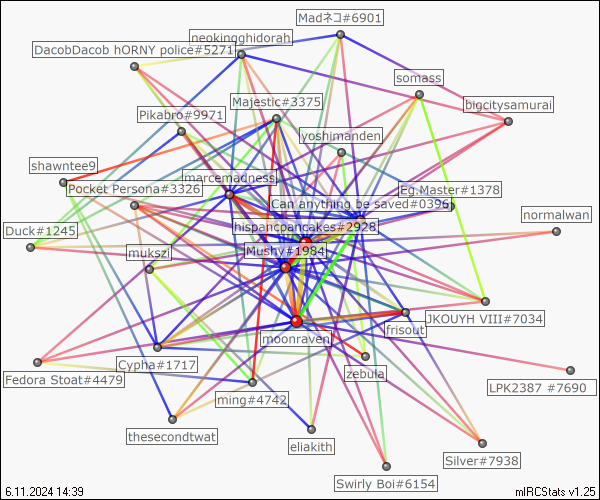 Madネコ#6901
neokingghidorah
DacobDacob hORNY police#5271
somass
Majestic#3375
bigcitysamurai
Pikabro#9971
yoshimanden
shawntee9
marcemadness
Pocket Persona#3326
Eg.Master#1378
Can anything be saved#0396
normalwan
Duck#1245
hispancpancakes#2928
mukszi
Mushy#1984
JKOUYH VIII#7034
frisout
moonraven
Cypha#1717
zebula
Fedora Stoat#4479
LPK2387 #7690
ming#4742
thesecondtwat
eliakith
Silver#7938
Swirly Boi#6154
6.11.2024 14:39
mIRCStats v1.25